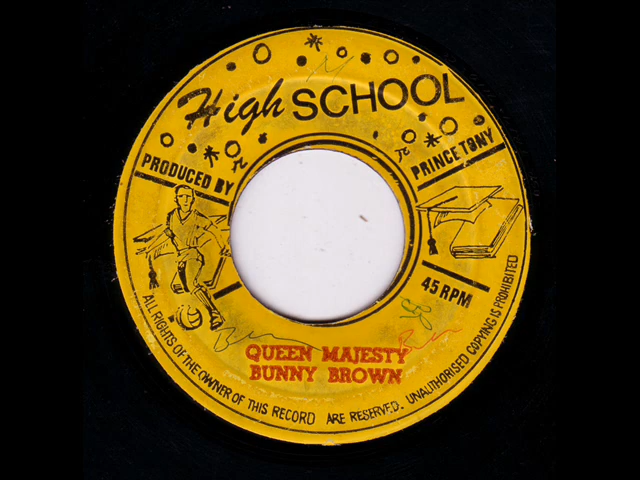 High SCHOOL
PRODUCED BY
PRINCE TONY
45 RPM
QUEEN MAJESTY
BUNNY BROWN
ALL RIGHTS OF THE OWNER OF THIS RECORD ARE RESERVED. UNAUTHORISED COPYING IS PROHIBITED